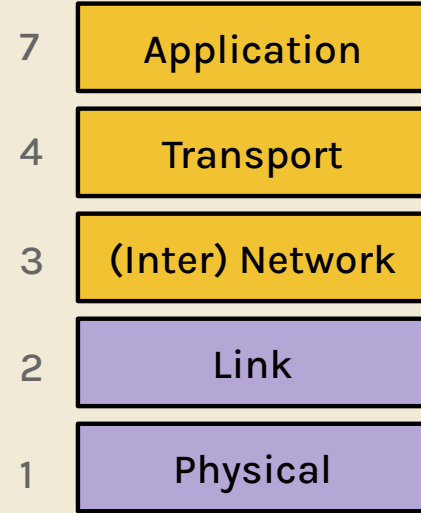 7 Application
4 Transport
3 (Inter) Network
2 Link
1 Physical